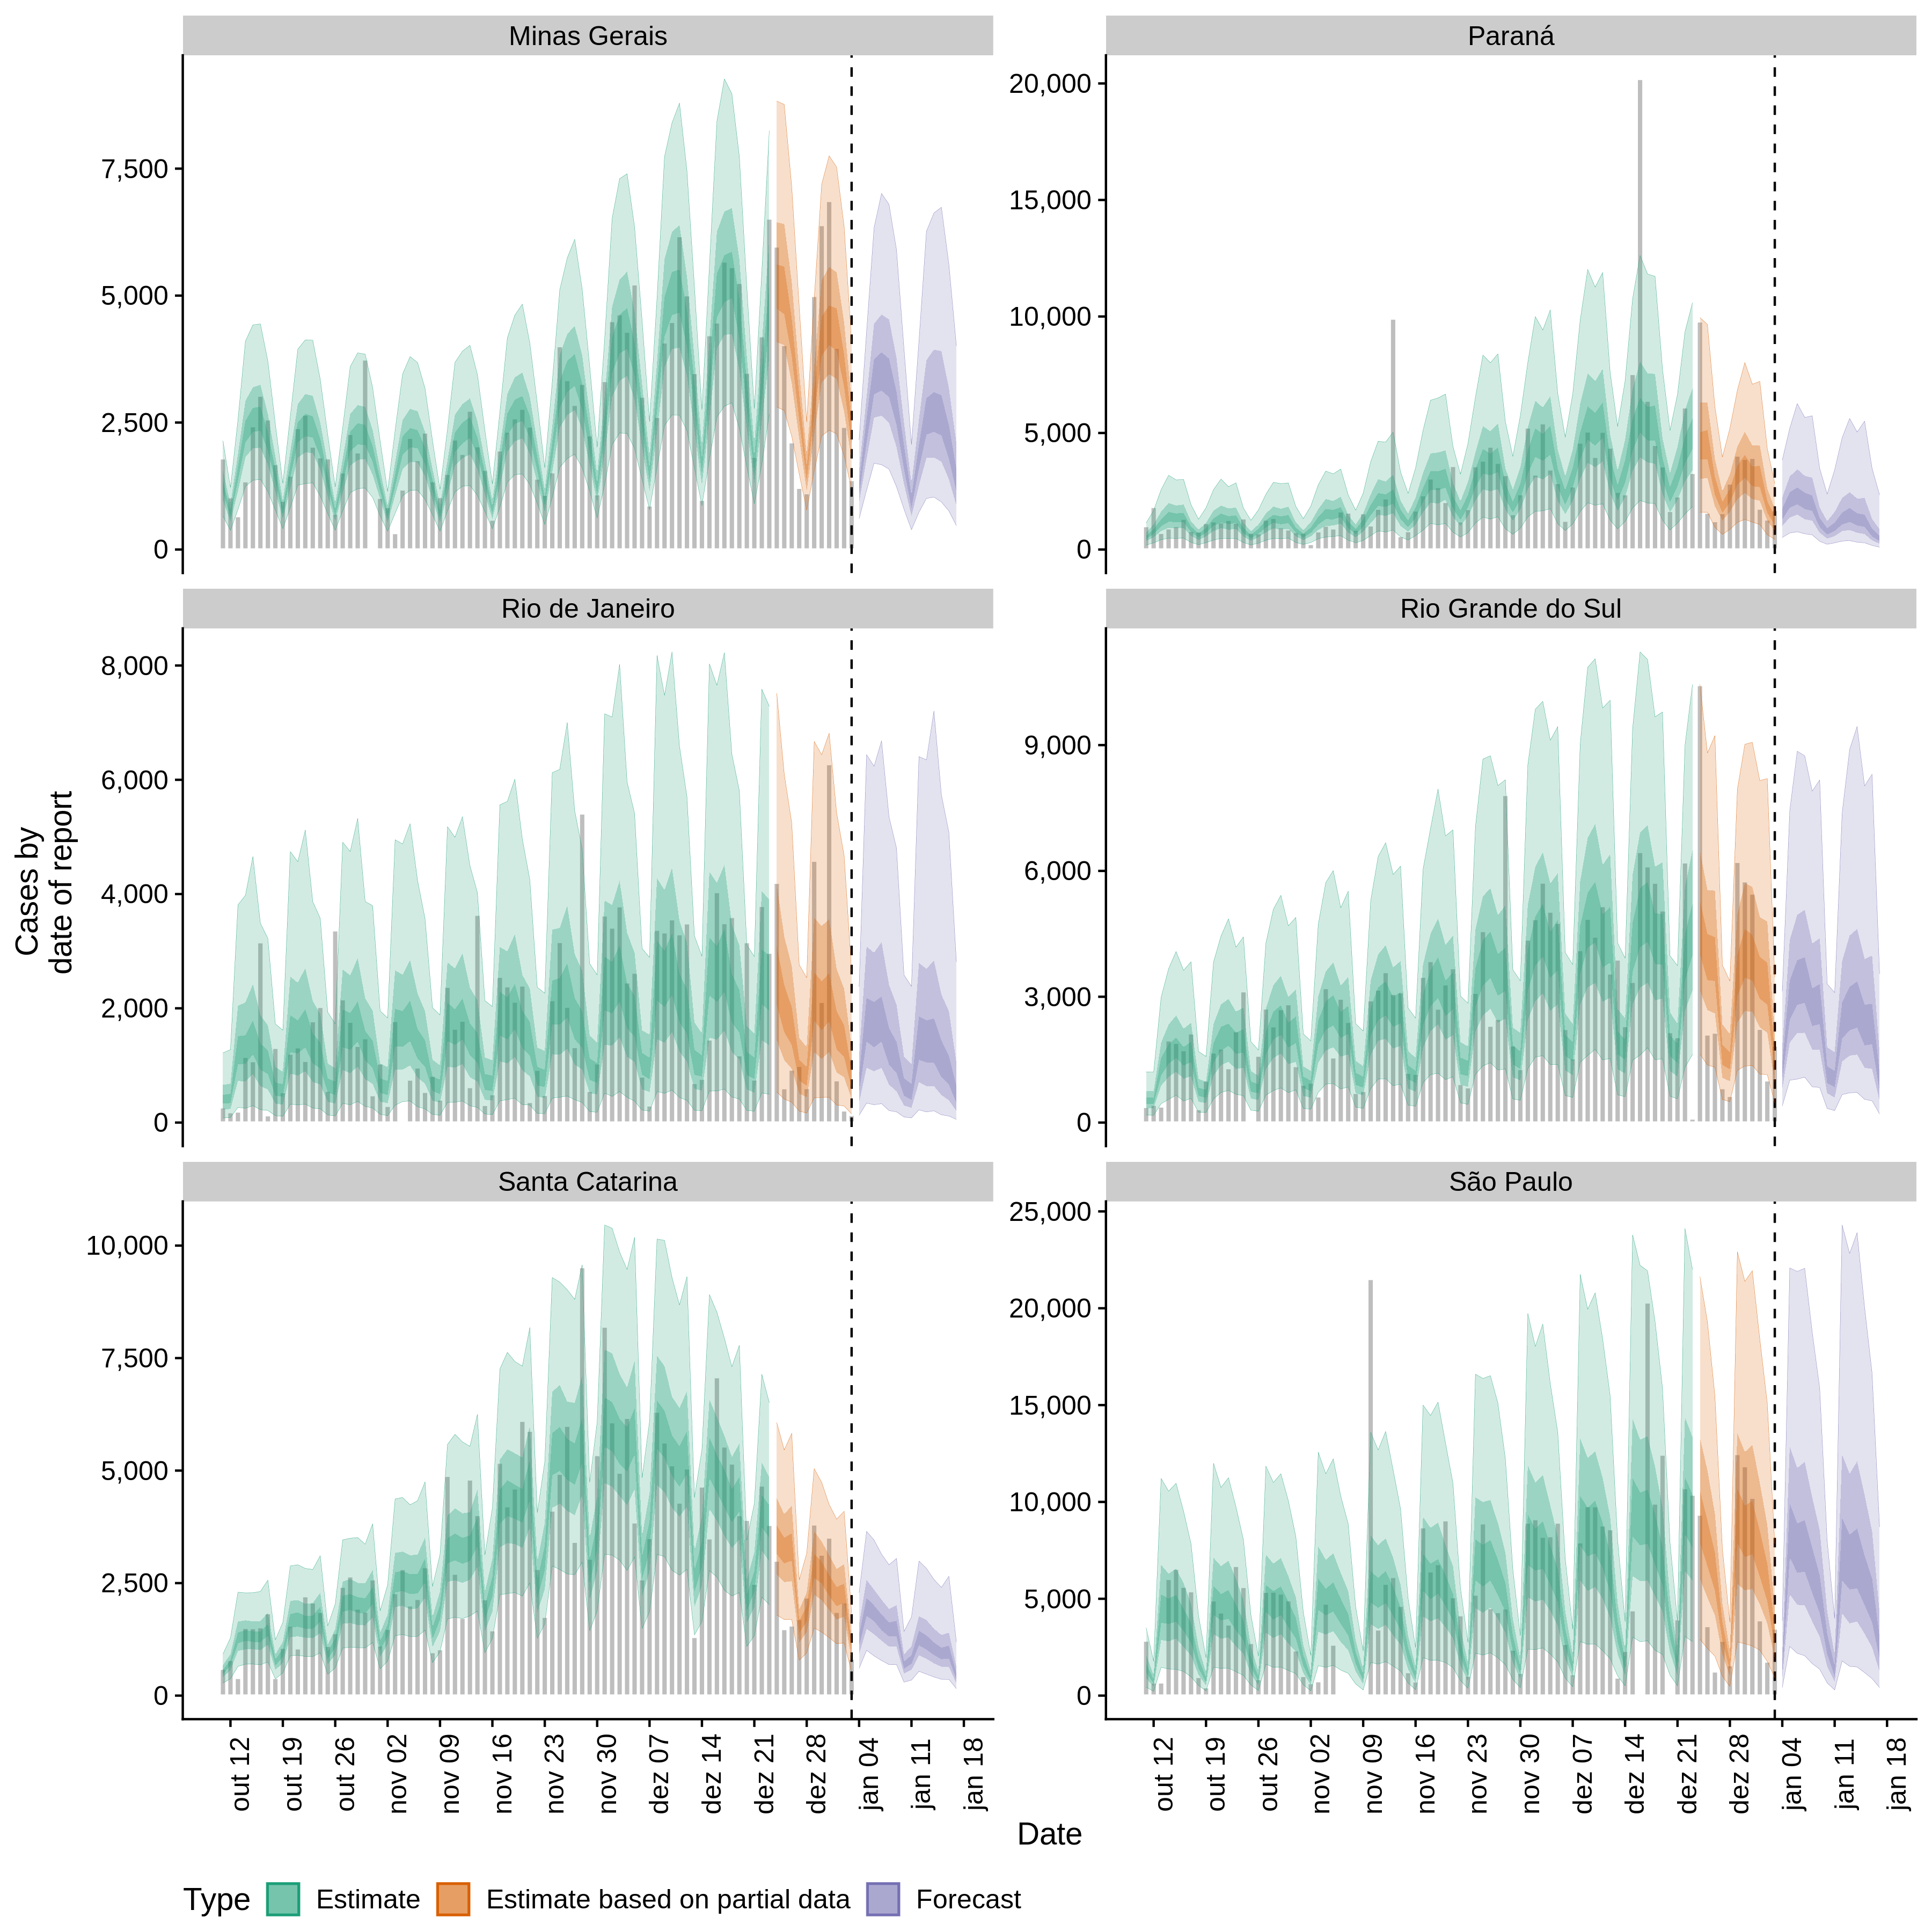 Minas Gerais
Paraná
7,500
5,000
2,500
0
20,000
15,000
10,000
5,000
0
Rio de Janeiro
Rio Grande do Sul
8,000
6,000
4,000
2,000
0
9,000
6,000
3,000
0
Cases by
date of report
Santa Catarina
São Paulo
10,000
7,500
5,000
2,500
0
25,000
20,000
15,000
10,000
5,000
0
out 12
out 19
out 26
nov 02
nov 09
nov 16
nov 23
nov 30
dez 07
dez 14
dez 21
dez 28
jan 04
jan 11
jan 18
out 12
out 19
out 26
nov 02
nov 09
nov 16
nov 23
nov 30
dez 07
dez 14
dez 21
dez 28
jan 04
jan 11
jan 18
Date
Type Estimate Estimate based on partial data Forecast